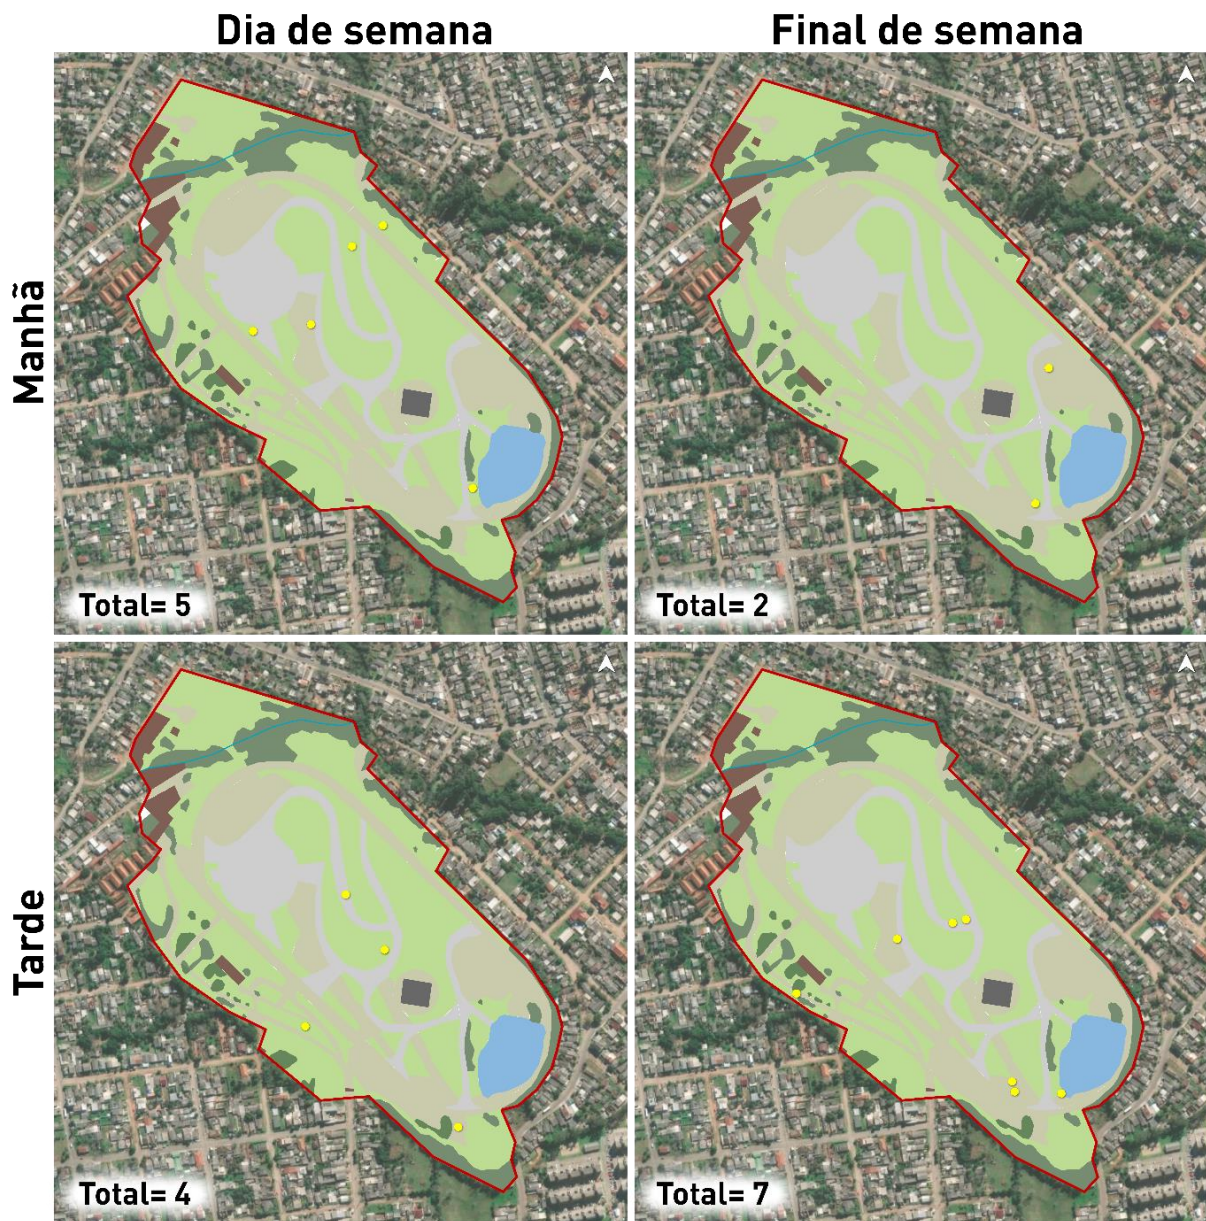 Dia de semana
Final de semana
Manhã
Total= 5
Total= 2
Tarde
Total= 4
Total= 7